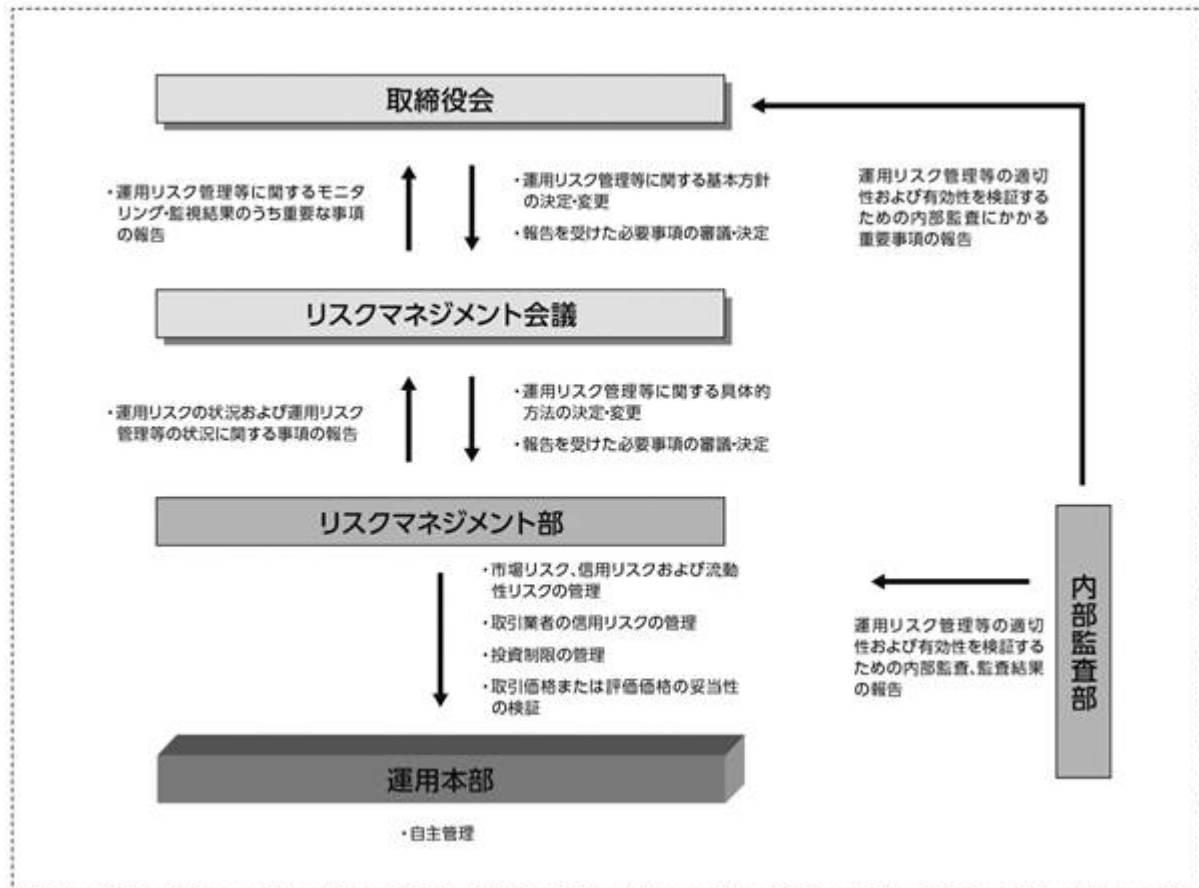 取締役会
・運用リスク管理等に関するモニタ
リング・監視結果のうち重要な事項
の報告
・運用リスク管理等に関する基本方針
の決定・変更
・報告を受けた必要事項の審議・決定
運用リスク管理等の適切
性および有効性を検証する
ための内部監査にかかる
重要事項の報告
リスクマネジメント会議
・運用リスクの状況および運用リスク
管理等の状況に関する事項の報告
・運用リスク管理等に関する具体的
方法の決定・変更
・報告を受けた必要事項の審議・決定
リスクマネジメント部
・市場リスク、信用リスクおよび流動
性リスクの管理
・取引業者の信用リスクの管理
・投資制限の管理
・取引価格または評価価格の妥当性
の検証
運用リスク管理等の適切
性および有効性を検証する
ための内部監査、監査結果
の報告
内部監査部
運用本部
・自主管理